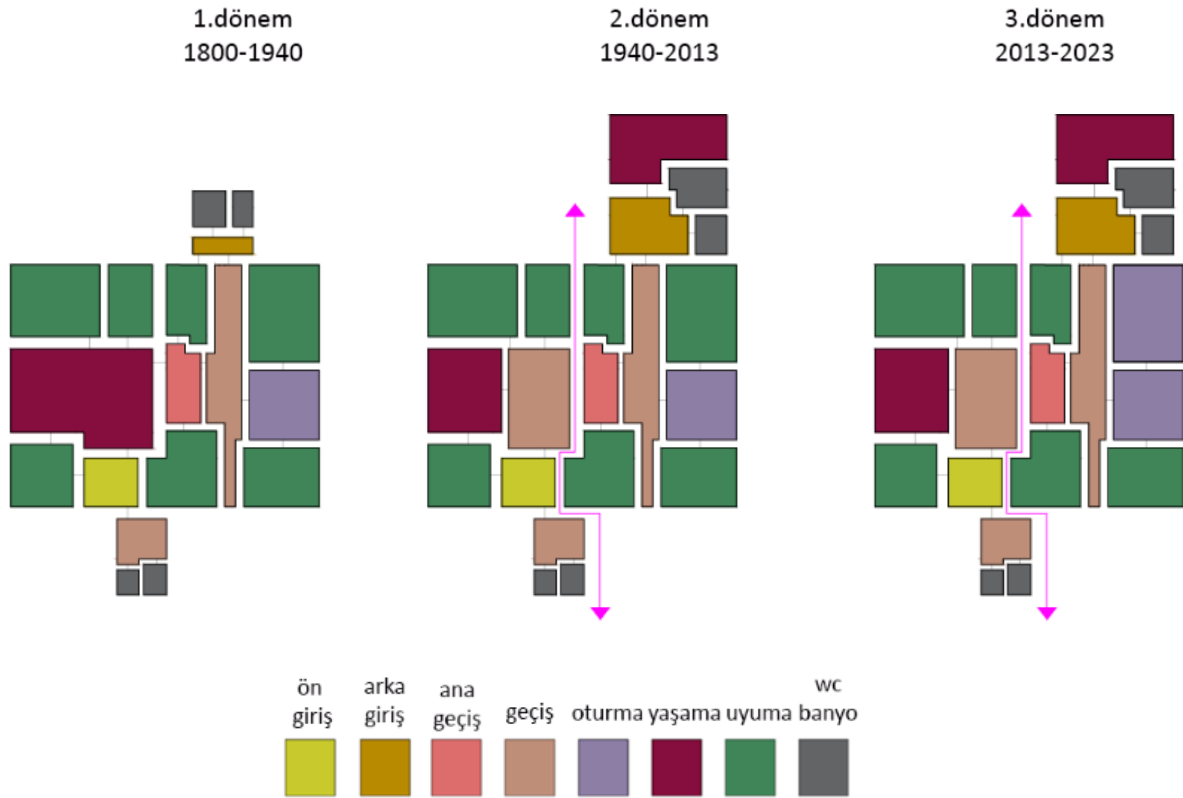 1.dönem
1800-1940
2.dönem
1940-2013
3.dönem
2013-2023
ön
giriş
arka
giriş
ana
geçiş
geçiş
oturma
yaşama
uyuma
wc
banyo